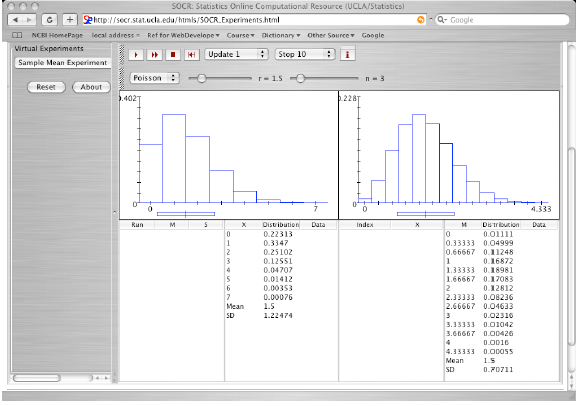 SOCR: Statistics Online Computational Resource (UCLA/Statistics)
http://socr.stat.ucla.edu/htmls/SOCR_Experiments.html
Google
NCBI HomePage local address Ref for WebDevelope Course Dictionary Other Source Google
Virtual Experiments
Sample Mean Experiment
Reset About
Update 1 Stop 10
Poisson r = 1.5 n = 3
0.402
0
0 7
0.228
0
0 4.333
Run M S X Distribution Data Index X M Distribution Data
0 0.22313
1 0.3347
2 0.25102
3 0.12551
4 0.04707
5 0.01412
6 0.00353
7 0.00076
Mean 1.5
SD 1.22474
0 0.01111
0.33333 0.04999
0.66667 0.11248
1 0.16872
1.33333 0.18981
1.66667 0.17083
2 0.12812
2.33333 0.08236
2.66667 0.04633
3 0.02316
3.33333 0.01042
3.66667 0.00426
4 0.0016
4.33333 0.00055
Mean 1.5
SD 0.70711